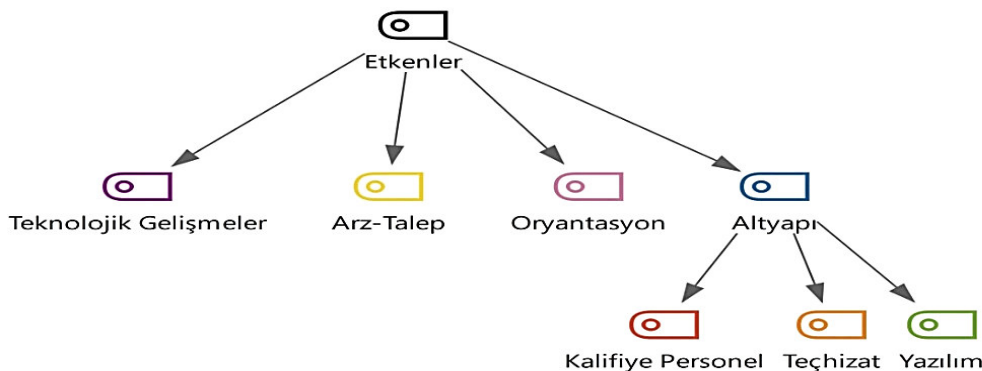 Etkenler
Teknolojik Gelişmeler
Arz-Talep
Oryantasyon
Altyapı
Kalifiye Personel
Teçhizat
Yazılım